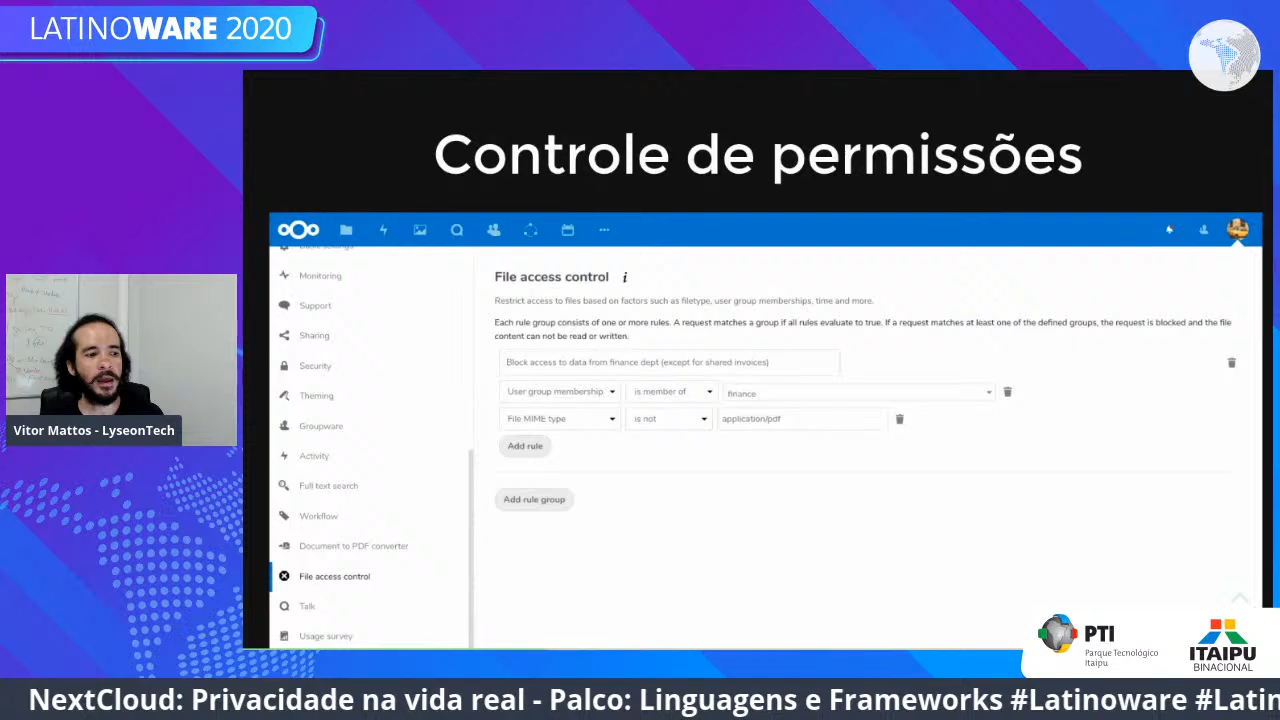 LATINOWARE 2020
Controle de permissões
Monitoring
Support
Sharing
Security
Theming
Groupware
Activity
Full text search
Workflow
Document to PDF converter
File access control
Talk
Usage survey
File access control i
Restrict access to files based on factors such as filetype, user group memberships, time and more.
Each rule group consists of one or more rules. A request matches a group if all rules evaluate to true. If a request matches at least one of the defined groups, the request is blocked and the file
content can not be read or written.
Block access to data from finance dept (except for shared invoices)
User group membership is member of finance
File MIME type is not application/pdf
Add rule
Add rule group
Vitor Mattos - LyseonTech
PTI
Parque Tecnológico
Itaipu
ITAIPU
BINACIONAL
NextCloud: Privacidade na vida real - Palco: Linguagens e Frameworks #Latinoware #Latin